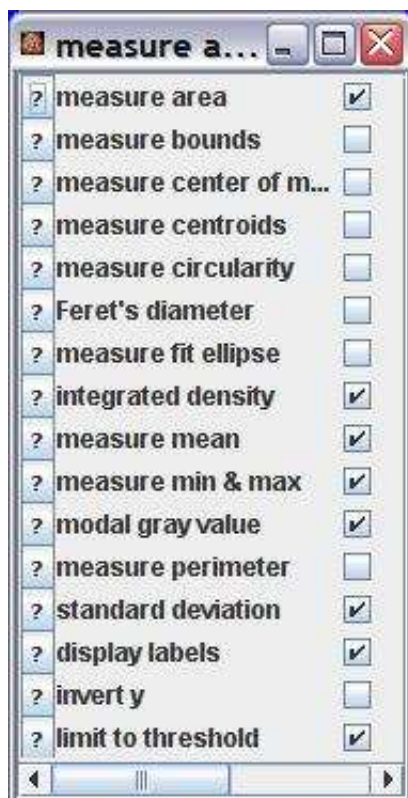 measure a...
? measure area
? measure bounds
? measure center of m...
? measure centroids
? measure circularity
? Feret's diameter
? measure fit ellipse
? integrated density
? measure mean
? measure min & max
? modal gray value
? measure perimeter
? standard deviation
? display labels
? invert y
? limit to threshold